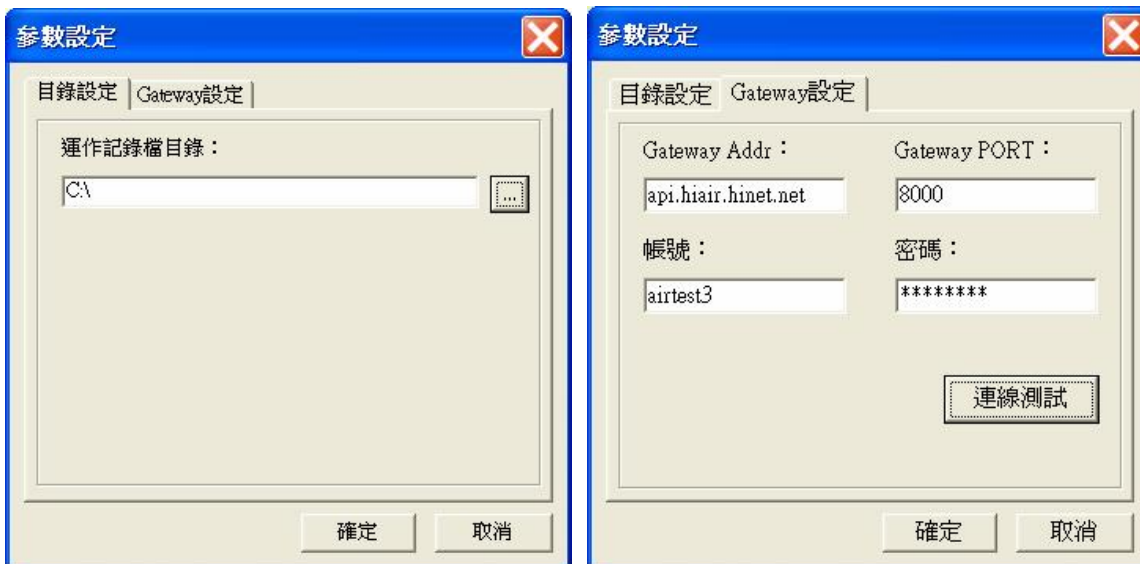 參數設定
目錄設定 Gateway設定
運作記錄檔目錄：
C:\
...
確定 取消
參數設定
目錄設定 Gateway設定
Gateway Addr： Gateway PORT：
api.hiair.hinet.net 8000
帳號： 密碼：
airtest3 ********
連線測試
確定 取消